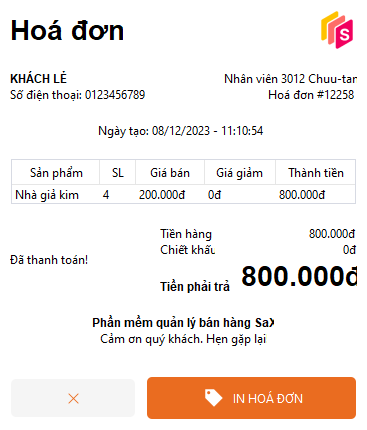 Hoá đơn
S
KHÁCH LẺ
Nhân viên 3012 Chuu-tan
Số điện thoại: 0123456789
Hoá đơn #12258
Ngày tạo: 08/12/2023 - 11:10:54
Sản phẩm SL Giá bán Giá giảm Thành tiền
Nhà giả kim 4 200.000đ 0đ 800.000đ
Tiền hàng 800.000đ
Chiết khấu 0đ
Đã thanh toán!
Tiền phải trả 800.000đ
Phần mềm quản lý bán hàng SaX
Cảm ơn quý khách. Hẹn gặp lại
IN HOÁ ĐƠN